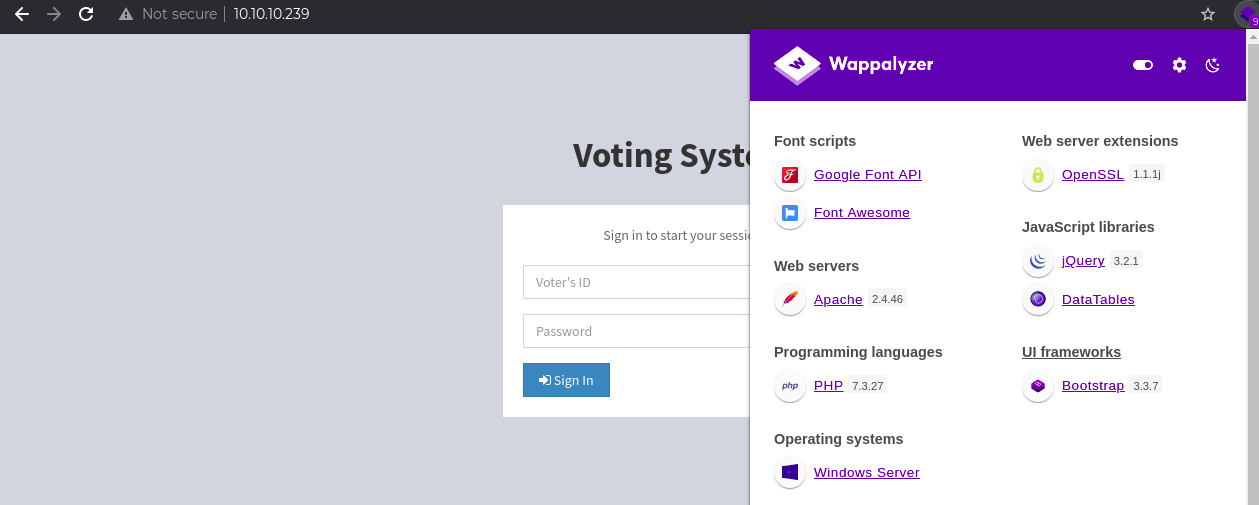 Not secure | 10.10.10.239
9
Voting Syste
Sign in to start your sessi
Voter's ID
Password
Sign In
Wappalyzer
Font scripts
Google Font API
Font Awesome
Web servers
Apache 2.4.46
Programming languages
php PHP 7.3.27
Operating systems
Windows Server
Web server extensions
OpenSSL 1.1.1j
JavaScript libraries
jQuery 3.2.1
DataTables
UI frameworks
Bootstrap 3.3.7